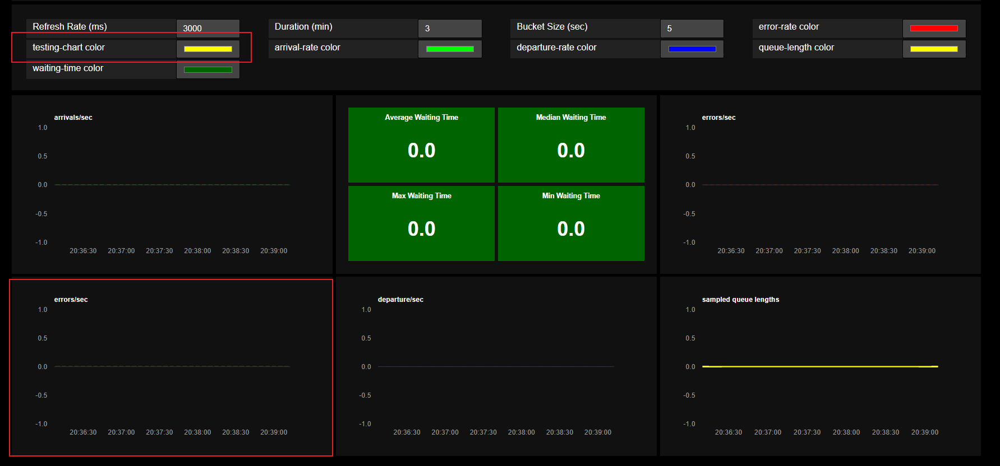 Refresh Rate (ms) 3000 Duration (min) 3 Bucket Size (sec) 5 error-rate color
testing-chart color arrival-rate color departure-rate color queue-length color
waiting-time color
arrivals/sec
1.0
0.5
0.0
-0.5
-1.0
20:36:30 20:37:00 20:37:30 20:38:00 20:38:30 20:39:00
Average Waiting Time
0.0
Median Waiting Time
0.0
Max Waiting Time
0.0
Min Waiting Time
0.0
errors/sec
1.0
0.5
0.0
-0.5
-1.0
20:36:30 20:37:00 20:37:30 20:38:00 20:38:30 20:39:00
errors/sec
1.0
0.5
0.0
-0.5
-1.0
20:36:30 20:37:00 20:37:30 20:38:00 20:38:30 20:39:00
departure/sec
1.0
0.5
0.0
-0.5
-1.0
20:36:30 20:37:00 20:37:30 20:38:00 20:38:30 20:39:00
sampled queue lengths
1.0
0.5
0.0
-0.5
-1.0
20:36:30 20:37:00 20:37:30 20:38:00 20:38:30 20:39:00